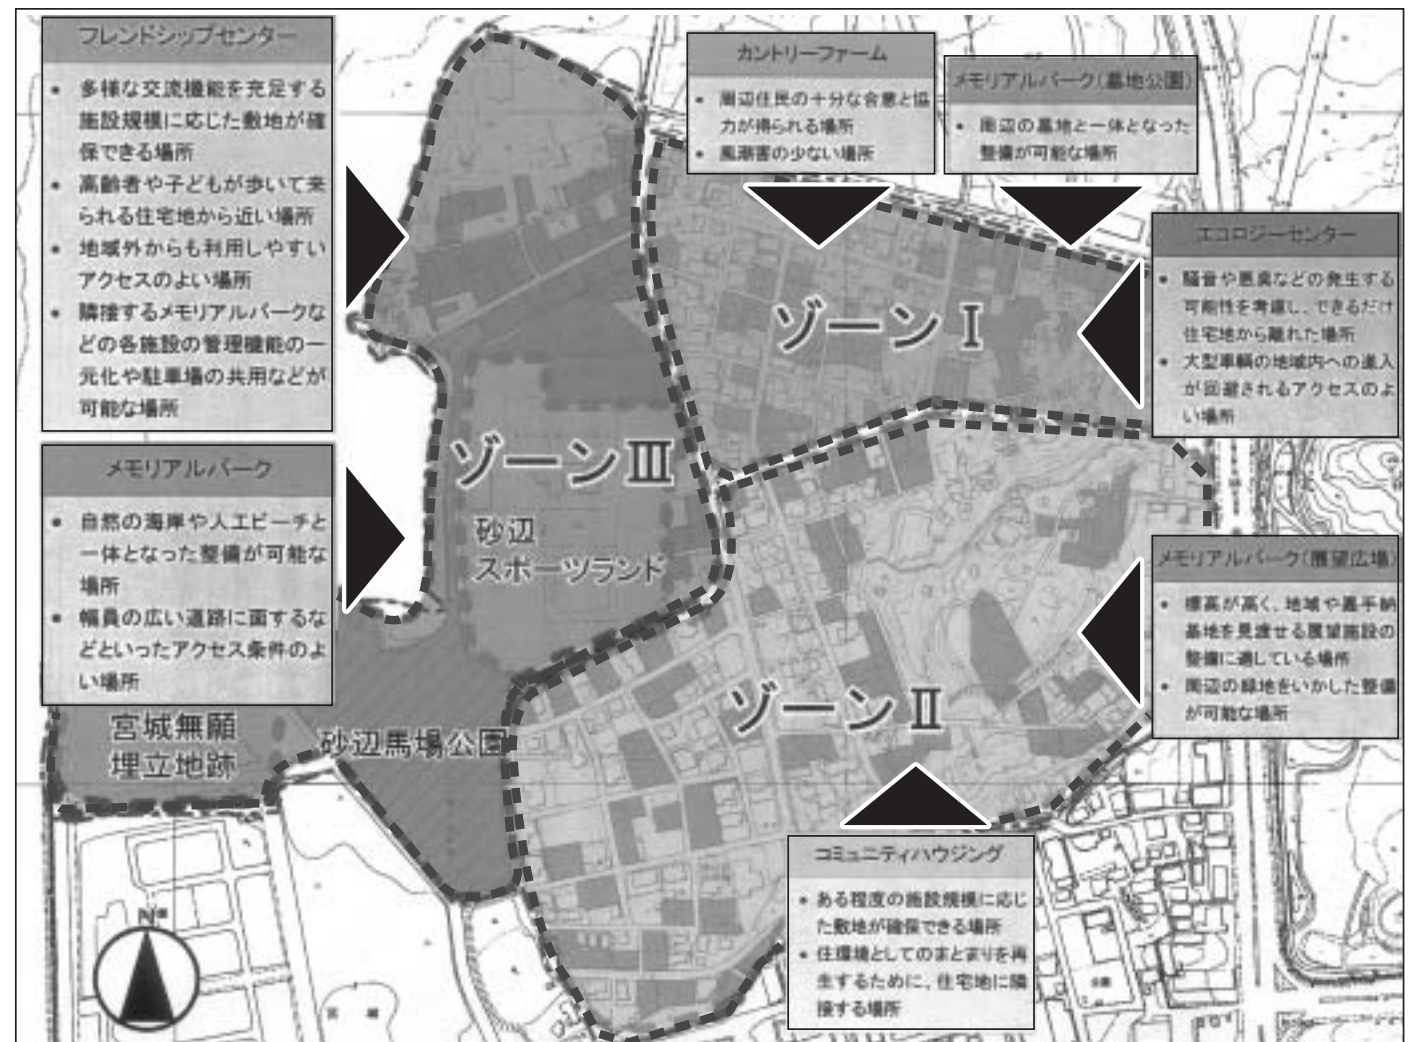 フレンドシップセンター
• 多様な交流機能を充足する
施設規模に応じた敷地が確
保できる場所
• 高齢者や子どもが歩いて来
られる住宅地から近い場所
• 地域外からも利用しやすい
アクセスのよい場所
• 隣接するメモリアルパークな
どの各施設の管理機能の一
元化や駐車場の共用などが
可能な場所
メモリアルパーク
• 自然の海岸や人工ビーチと
一体となった整備が可能な
場所
• 幅員の広い道路に面するな
どといったアクセス条件のよ
い場所
カントリーファーム
• 周辺住民の十分な合意と協
力が得られる場所
• 風潮害の少ない場所
メモリアルパーク(墓地公園)
• 周辺の墓地と一体となった
整備が可能な場所
エコロジーセンター
• 騒音や悪臭などの発生する
可能性を考慮し、できるだけ
住宅地から離れた場所
• 大型車輌の地域内への進入
が回避されるアクセスのよ
い場所
メモリアルパーク(展望広場)
• 標高が高く、地域や嘉手納
基地を見渡せる展望施設の
整備に適している場所
• 周辺の緑地をいかした整備
が可能な場所
コミュニティハウジング
• ある程度の施設規模に応じ
た敷地が確保できる場所
• 住環境としてのまとまりを再
生するために、住宅地に隣
接する場所
ゾーンⅠ
ゾーンⅢ
砂辺
スポーツランド
ゾーンⅡ
宮城無願
埋立地跡
砂辺馬場公園
N